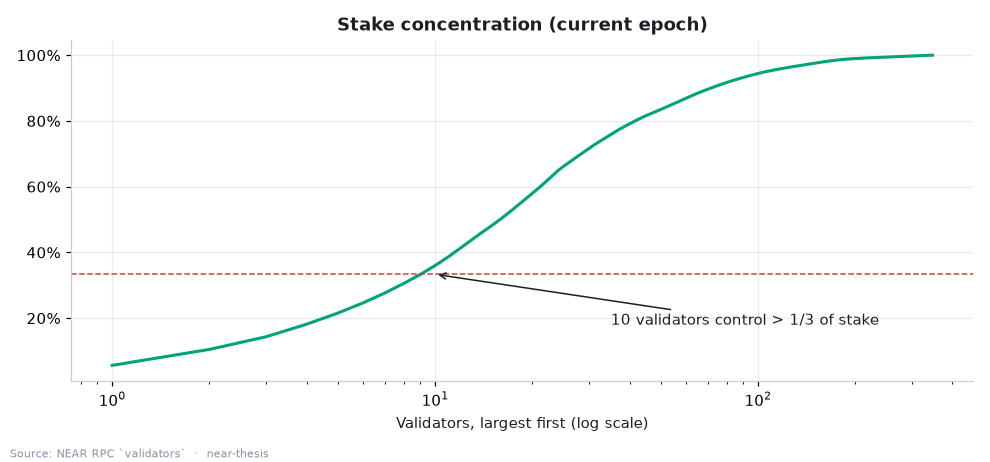 Stake concentration (current epoch)
100%
80%
60%
40%
20%
10 validators control > 1/3 of stake
10⁰
10¹
10²
Validators, largest first (log scale)
Source: NEAR RPC `validators` · near-thesis